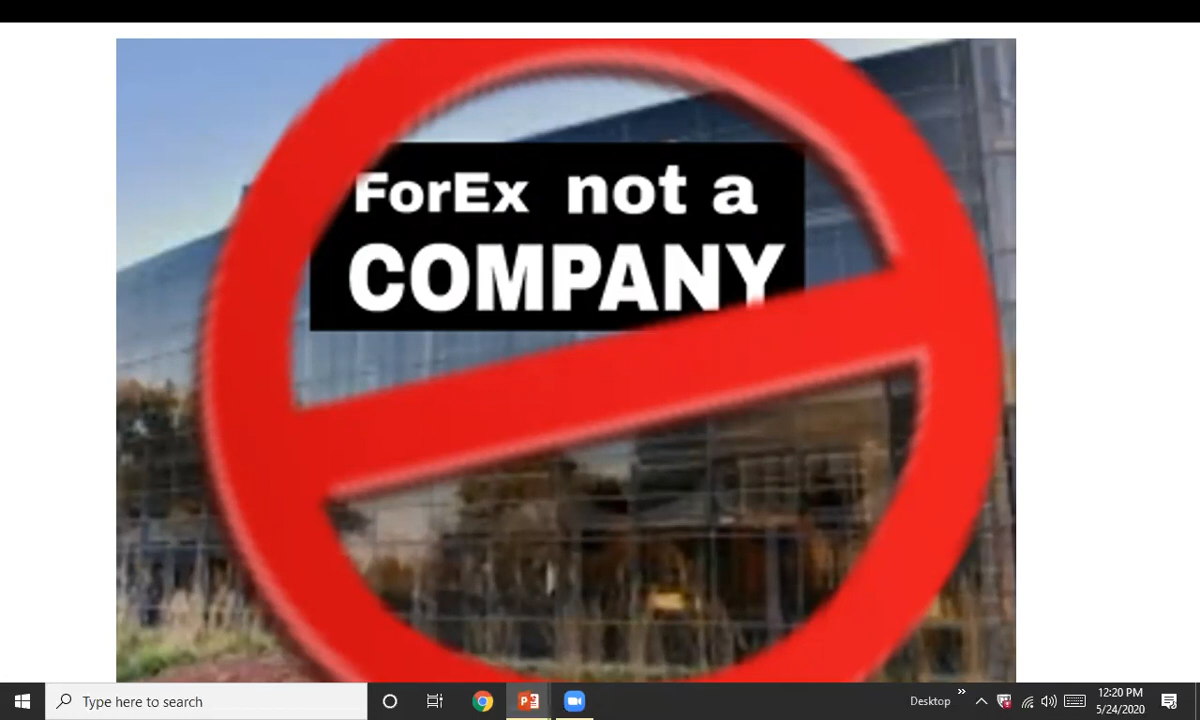 ForEx not a
COMPANY
Type here to search
Desktop
12:20 PM
5/24/2020